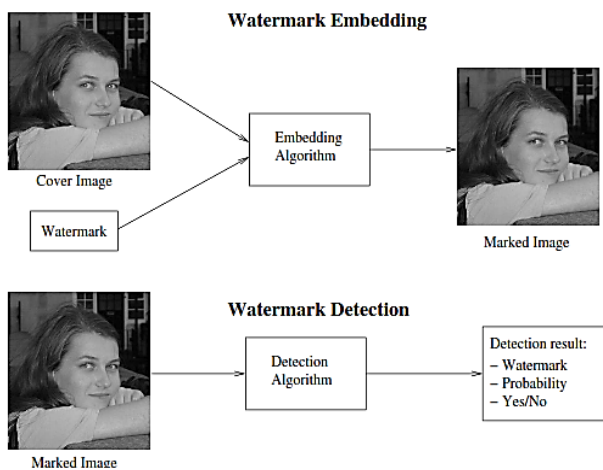 Watermark Embedding
Cover Image
Watermark
Embedding
Algorithm
Marked Image
Watermark Detection
Marked Image
Detection
Algorithm
Detection result:
– Watermark
– Probability
– Yes/No